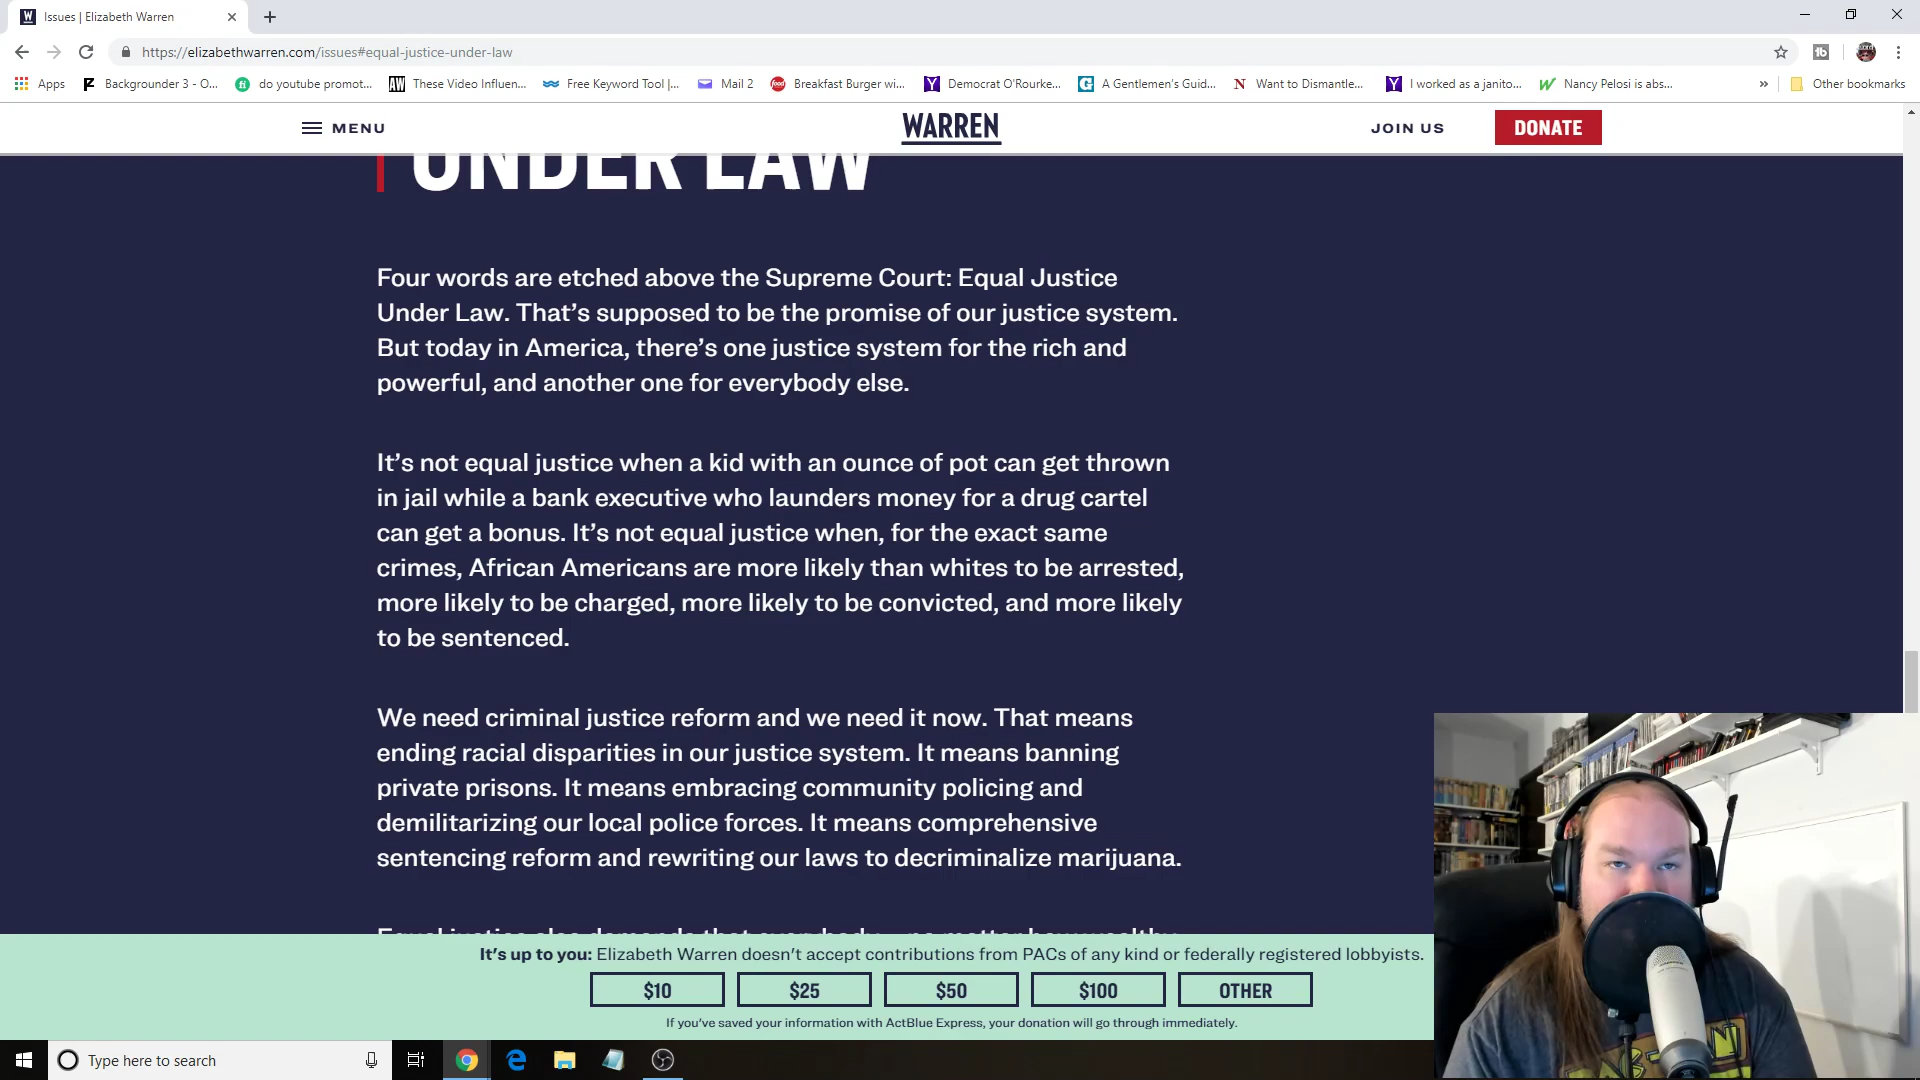 Issues | Elizabeth Warren
https://elizabethwarren.com/issues#equal-justice-under-law
Apps
Backgrounder 3 - O...
do youtube promot...
These Video Influen...
Free Keyword Tool |...
Mail 2
Breakfast Burger wi...
Democrat O'Rourke...
A Gentlemen's Guid...
Want to Dismantle...
I worked as a janito...
Nancy Pelosi is abs...
»
Other bookmarks
MENU
WARREN
JOIN US
DONATE
UNDER LAW
Four words are etched above the Supreme Court: Equal Justice
Under Law. That’s supposed to be the promise of our justice system.
But today in America, there’s one justice system for the rich and
powerful, and another one for everybody else.
It’s not equal justice when a kid with an ounce of pot can get thrown
in jail while a bank executive who launders money for a drug cartel
can get a bonus. It’s not equal justice when, for the exact same
crimes, African Americans are more likely than whites to be arrested,
more likely to be charged, more likely to be convicted, and more likely
to be sentenced.
We need criminal justice reform and we need it now. That means
ending racial disparities in our justice system. It means banning
private prisons. It means embracing community policing and
demilitarizing our local police forces. It means comprehensive
sentencing reform and rewriting our laws to decriminalize marijuana.
Equal justice also demands that everybody—no matter how wealthy
It’s up to you: Elizabeth Warren doesn’t accept contributions from PACs of any kind or federally registered lobbyists.
$10
$25
$50
$100
OTHER
If you’ve saved your information with ActBlue Express, your donation will go through immediately.
Type here to search